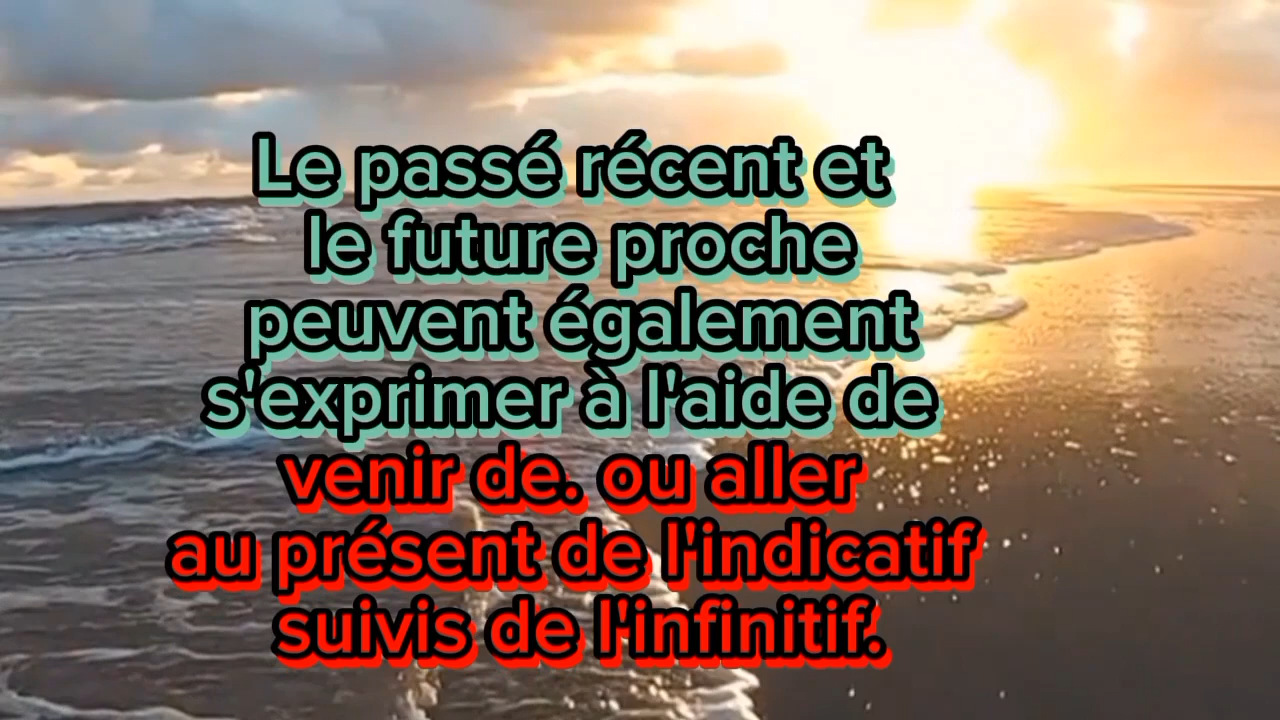 Le passé récent et
le future proche
peuvent également
s'exprimer à l'aide de
venir de. ou aller
au présent de l'indicatif
suivis de l'infinitif.